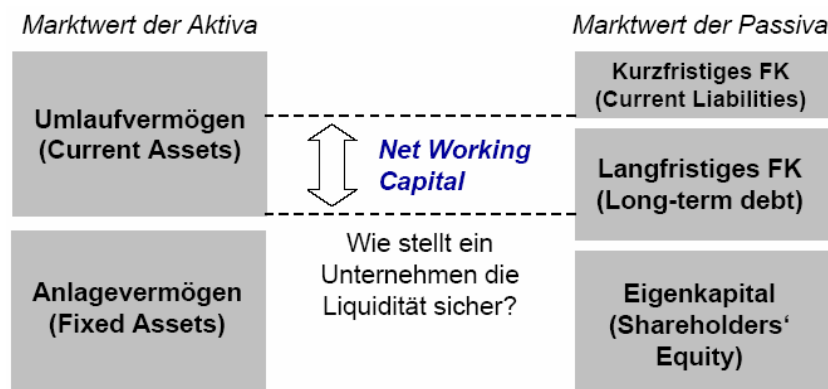 Marktwert der Aktiva
Marktwert der Passiva
Umlaufvermögen
(Current Assets)
Kurzfristiges FK
(Current Liabilities)
Net Working
Capital
Langfristiges FK
(Long-term debt)
Anlagevermögen
(Fixed Assets)
Wie stellt ein
Unternehmen die
Liquidität sicher?
Eigenkapital
(Shareholders‘
Equity)